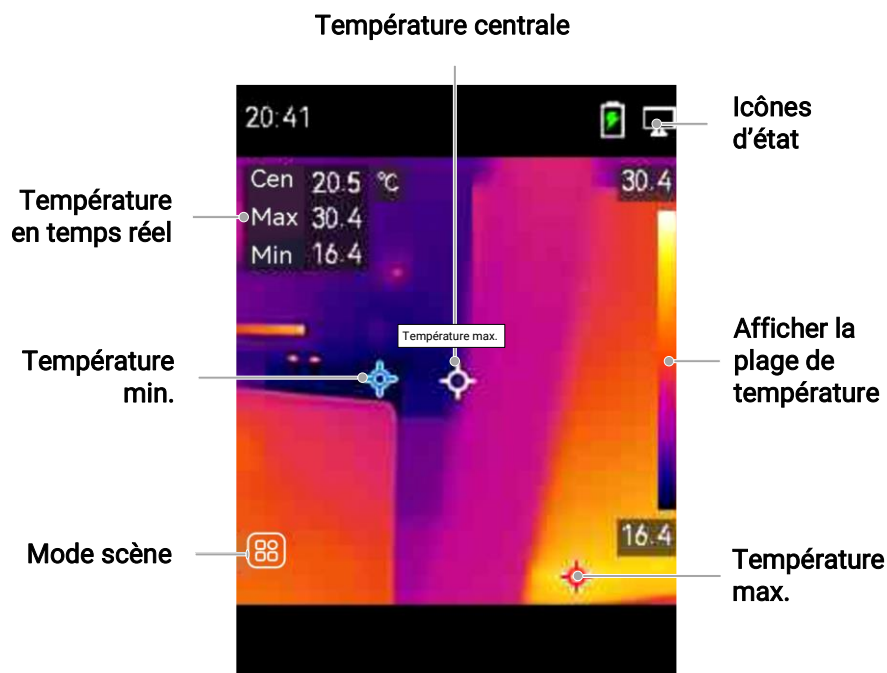 Température centrale
20:41
Icônes
d'état
Cen 20.5 °C
Max 30.4
Min 16.4
30.4
Température
en temps réel
Température max.
Afficher la
plage de
température
Température
min.
16.4
Mode scène
Température
max.